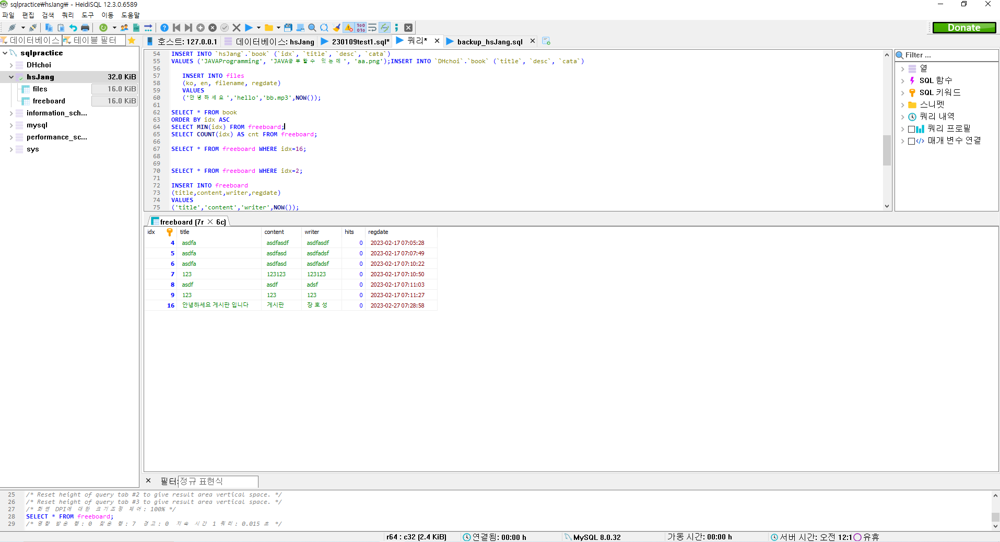 sqlpractice\hsJang\ - HeidiSQL 12.3.0.6589
파일 편집 검색 쿼리 도구 이동 도움말
Donate
데이터베이스 테이블 필터
호스트: 127.0.0.1 데이터베이스: hsJang 230109test1.sql* 쿼리* backup_hsJang.sql
sqlpractice
DHchoi
hsJang 32.0 KiB
files 16.0 KiB
freeboard 16.0 KiB
information_sch...
mysql
performance_sc...
sys
54 INSERT INTO `hsJang`.`book` (`idx`, `title`, `desc`, `cata`)
55 VALUES ('JAVAProgramming', 'JAVA공부할수 있는데', 'aa.png');INSERT INTO `DHchoi`.`book` (`title`, `desc`, `cata`)
56
57 INSERT INTO files
58 (ko, en, filename, regdate)
59 VALUES
60 ('안녕하세요','hello','bb.mp3',NOW());
61
62 SELECT * FROM book
63 ORDER BY idx ASC
64 SELECT MIN(idx) FROM freeboard;
65 SELECT COUNT(idx) AS cnt FROM freeboard;
66
67 SELECT * FROM freeboard WHERE idx=16;
68
69
70 SELECT * FROM freeboard WHERE idx=2;
71
72 INSERT INTO freeboard
73 (title,content,writer,regdate)
74 VALUES
75 ('title','content','writer',NOW());
Filter ...
열
SQL 함수
SQL 키워드
스니펫
쿼리 내역
쿼리 프로필
매개 변수 연결
freeboard (7r × 6c)
idx title content writer hits regdate
4 asdfa asdfasdf asdfasdf 0 2023-02-17 07:05:28
5 asdfa asdfasd asdfadsf 0 2023-02-17 07:07:49
6 asdfa asdfasd asdfadsf 0 2023-02-17 07:10:22
7 123 123123 123123 0 2023-02-17 07:10:50
8 asdf asdf adsf 0 2023-02-17 07:11:03
9 123 123 123 0 2023-02-17 07:11:27
16 안녕하세요 게시판 입니다 게시판 장호성 0 2023-02-27 07:28:58
필터: 정규 표현식
25 /* Reset height of query tab #2 to give result area vertical space. */
26 /* Reset height of query tab #3 to give result area vertical space. */
27 /* 화면 DPI에 대한 크기조정 제어: 100% */
28 SELECT * FROM freeboard;
29 /* 영향 받은 행: 0 찾은 행: 7 경고: 0 지속 시간 1 쿼리: 0.015 초 */
r64 : c32 (2.4 KiB) 연결됨: 00:00 h MySQL 8.0.32 가동 시간: 00:00 h 서버 시간: 오전 12:1 유휴